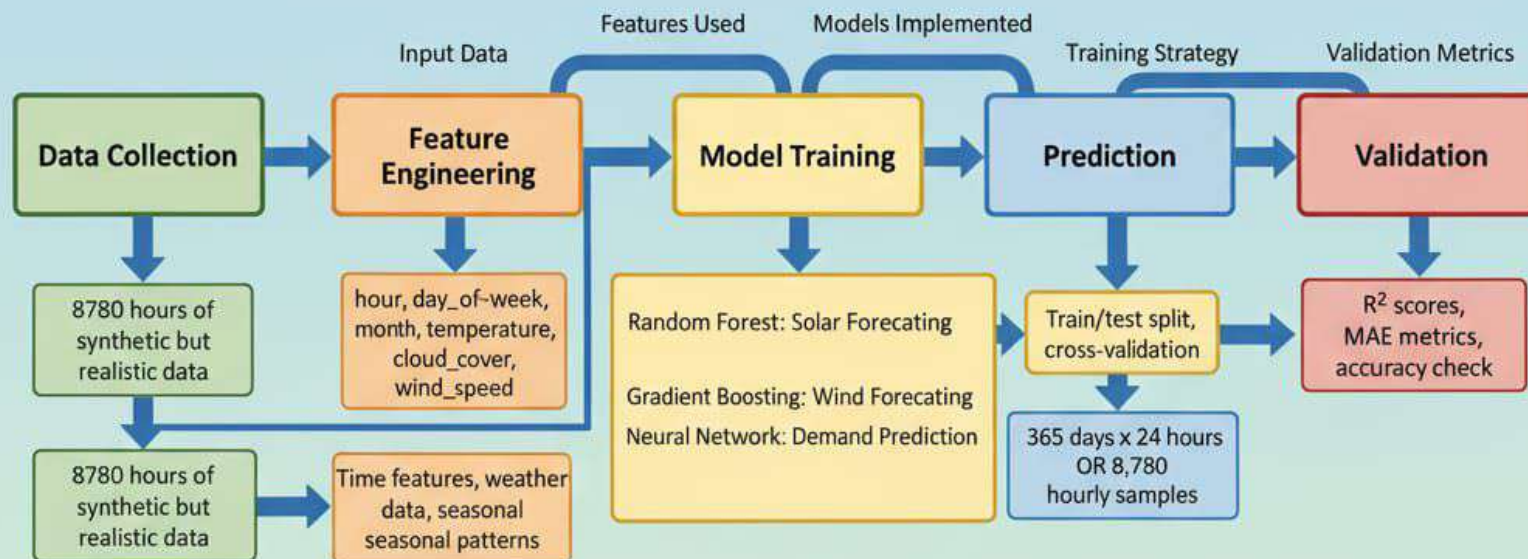 Input Data
Features Used
Models Implemented
Training Strategy
Validation Metrics
Data Collection
Feature
Engineering
Model Training
Prediction
Validation
8780 hours of
synthetic but
realistic data
hour, day_of-week,
month, temperature,
cloud_cover,
wind_speed
Random Forest: Solar Forecating
Gradient Boosting: Wind Forecating
Neural Network: Demand Prediction
Train/test split,
cross-validation
R² scores,
MAE metrics,
accuracy check
8780 hours of
synthetic but
realistic data
Time features, weather
data, seasonal
seasonal patterns
365 days x 24 hours
OR 8,780
hourly samples